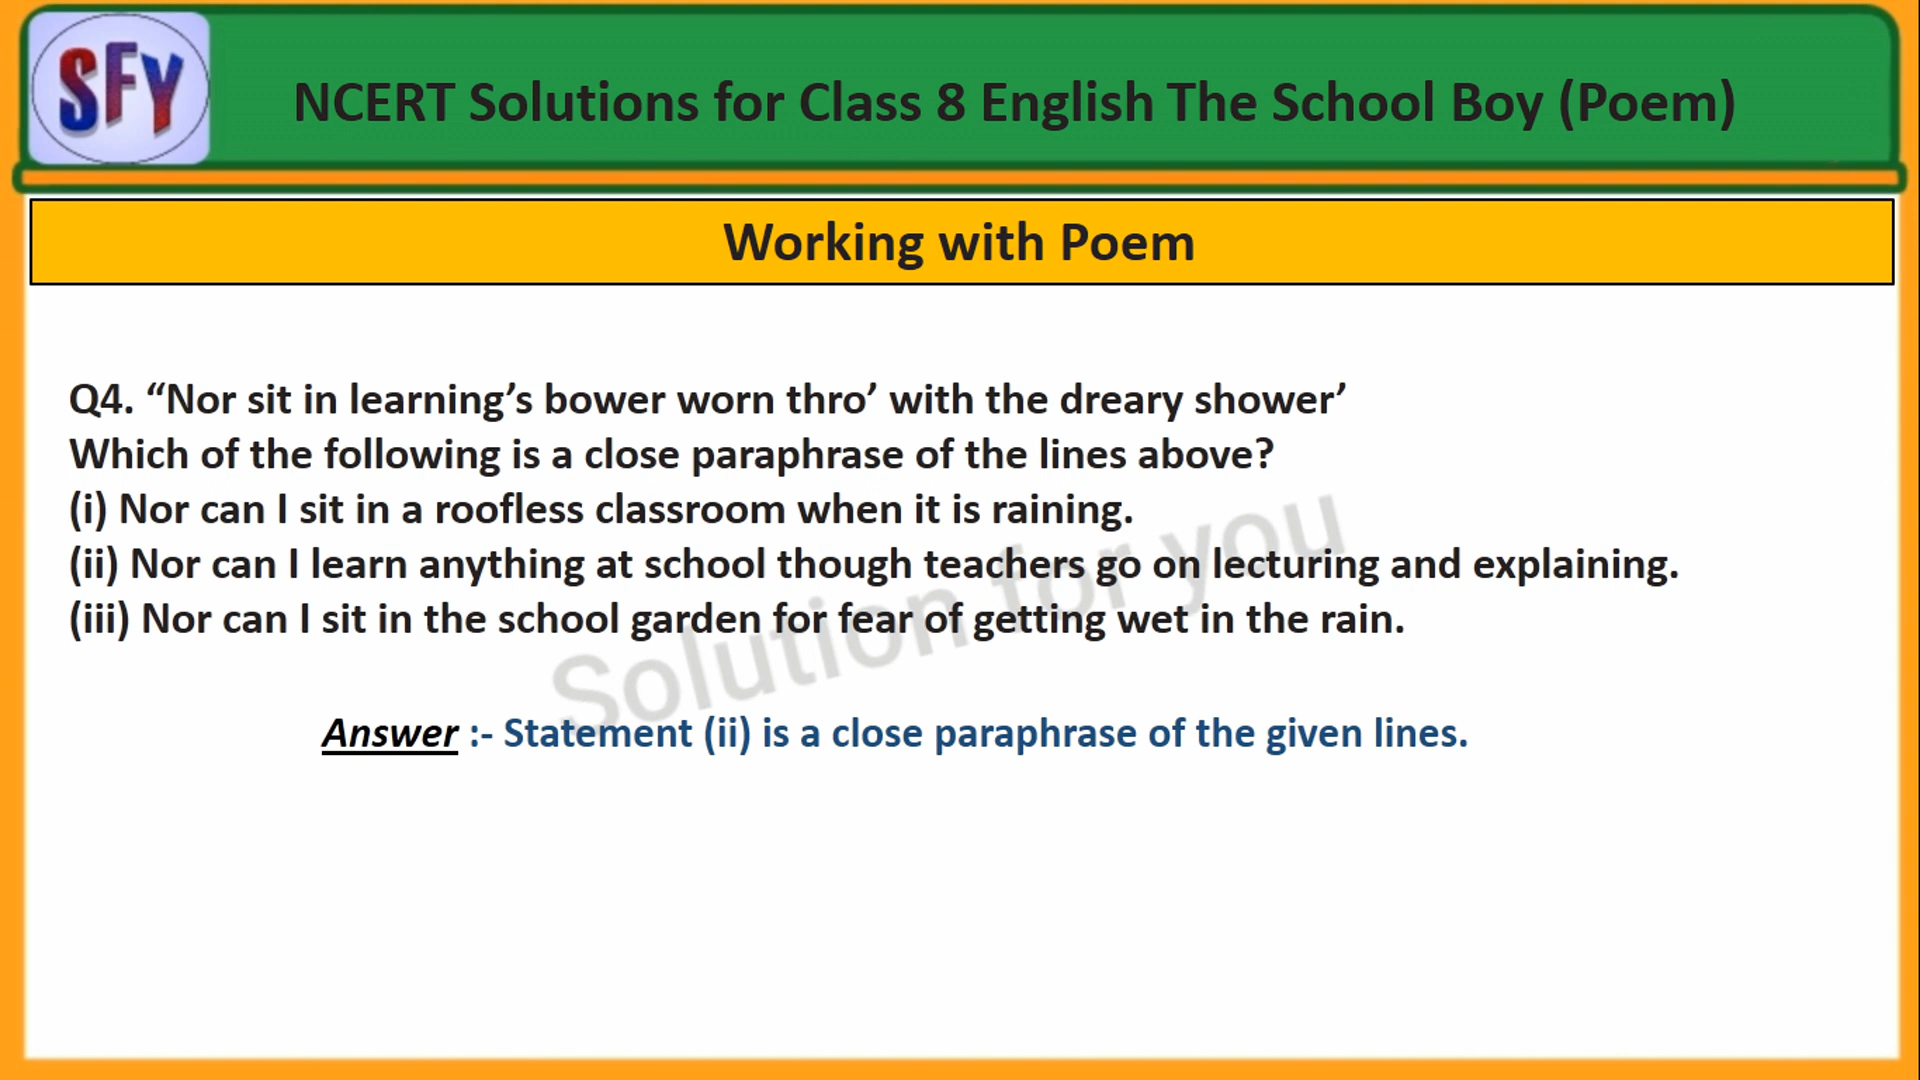 SFY
NCERT Solutions for Class 8 English The School Boy (Poem)
Working with Poem
Q4. “Nor sit in learning’s bower worn thro’ with the dreary shower’
Which of the following is a close paraphrase of the lines above?
(i) Nor can I sit in a roofless classroom when it is raining.
(ii) Nor can I learn anything at school though teachers go on lecturing and explaining.
(iii) Nor can I sit in the school garden for fear of getting wet in the rain.
Solution for you
Answer :- Statement (ii) is a close paraphrase of the given lines.